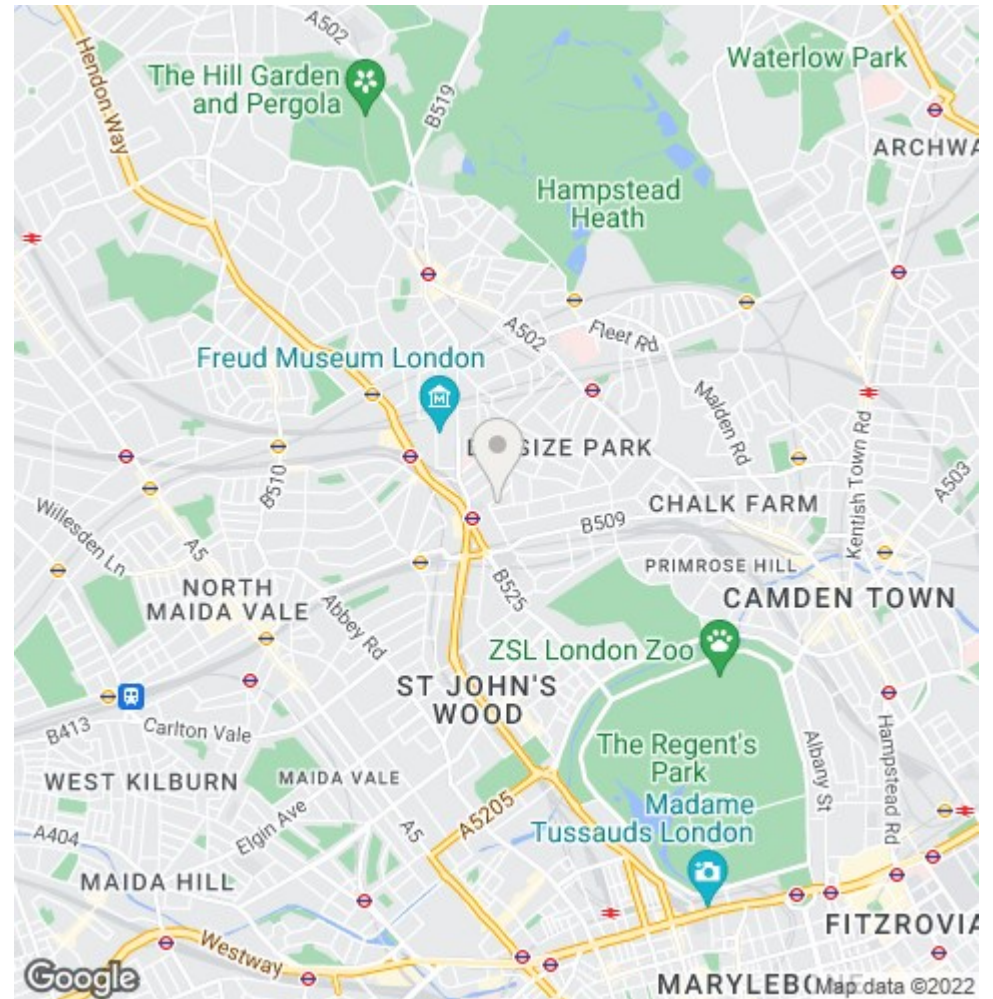 A502
The Hill Garden
and Pergola
B519
Waterlow Park
Hendon Way
ARCHWA
Hampstead
Heath
A502
Fleet Rd
Freud Museum London
Malden Rd
SIZE PARK
Kentish Town Rd
A503
B510
CHALK FARM
B509
Willesden Ln
A5
PRIMROSE HILL
NORTH
MAIDA VALE
Abbey Rd
B525
CAMDEN TOWN
ZSL London Zoo
ST JOHN'S
WOOD
B413
Carlton Vale
The Regent's
Park
Albany St
Hampstead Rd
WEST KILBURN
MAIDA VALE
Madame
Tussauds London
A404
Elgin Ave
A5
A5205
MAIDA HILL
FITZROVIA
Westway
Google
MARYLEB
Map data ©2022